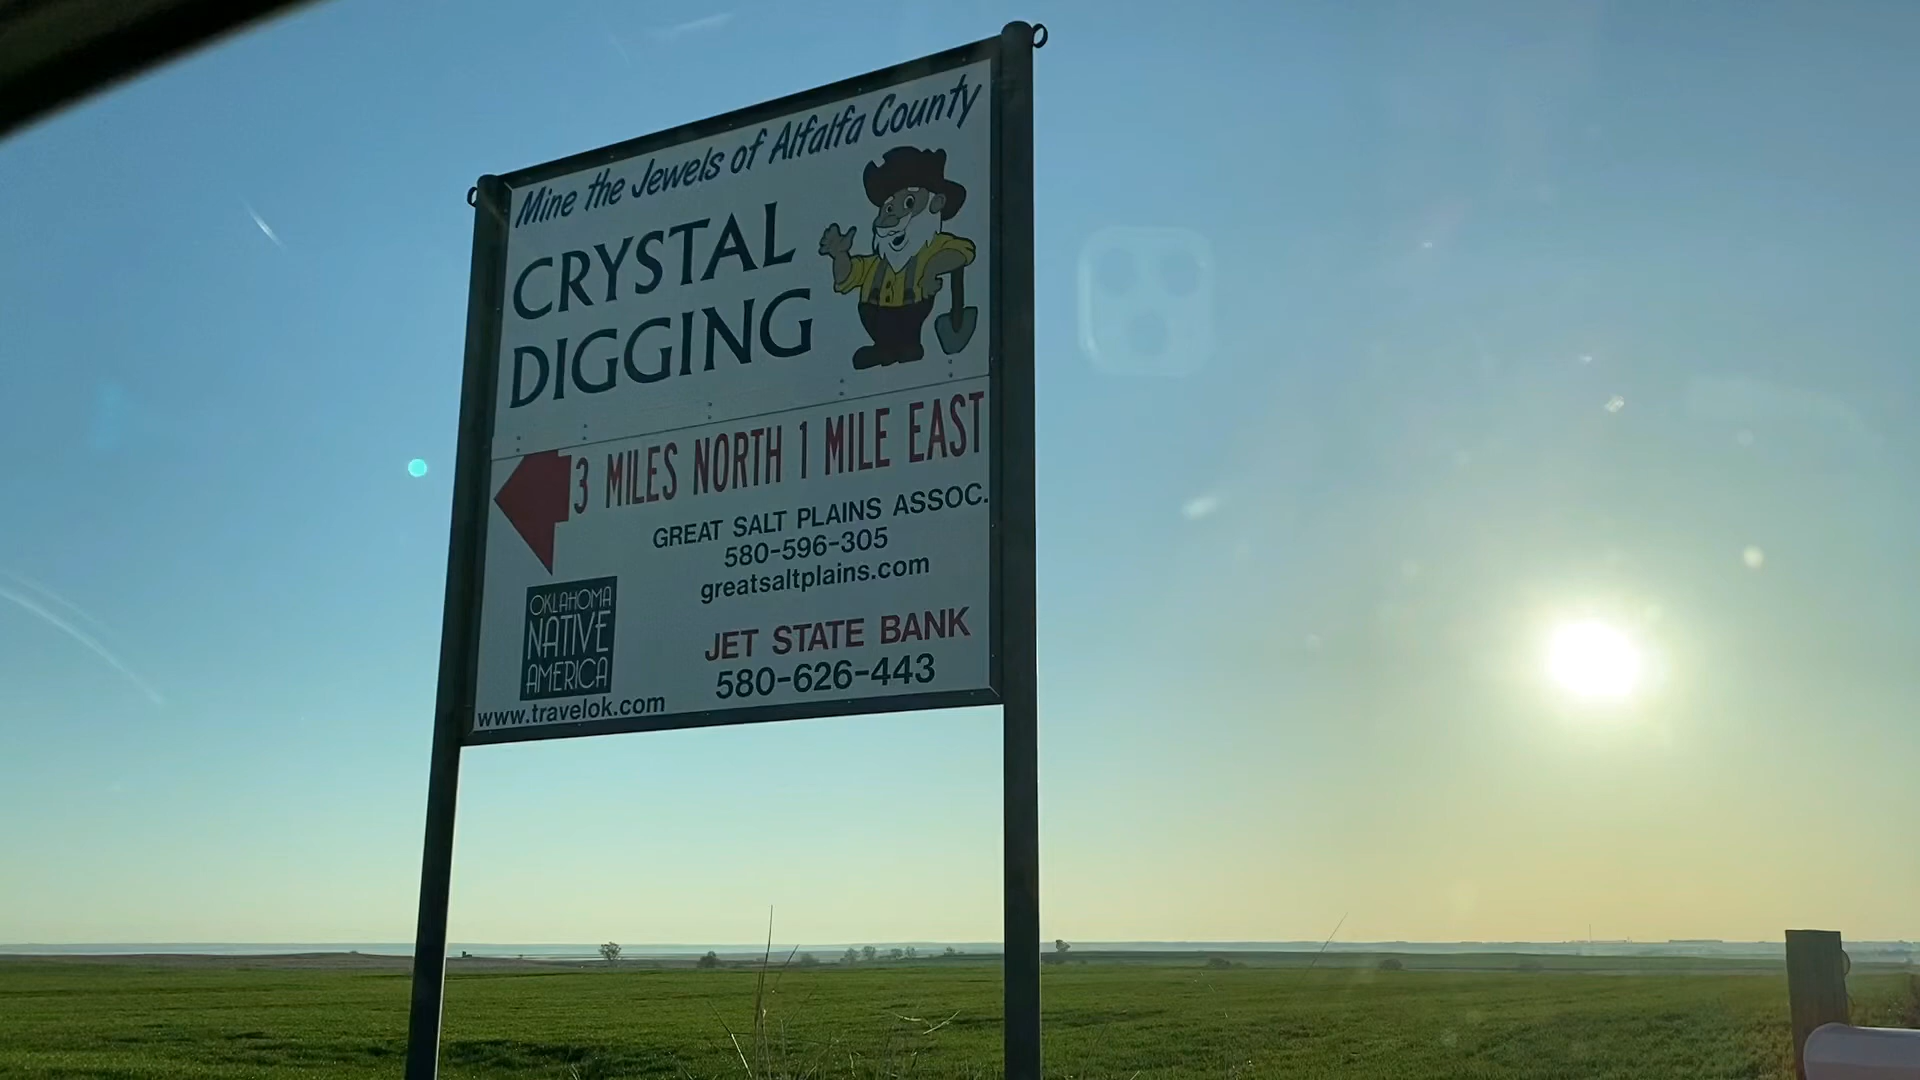 Mine the Jewels of Alfalfa County
CRYSTAL
DIGGING
3 MILES NORTH 1 MILE EAST
GREAT SALT PLAINS ASSOC.
580-596-305
greatsaltplains.com
JET STATE BANK
580-626-443
OKLAHOMA
NATIVE
AMERICA
www.travelok.com